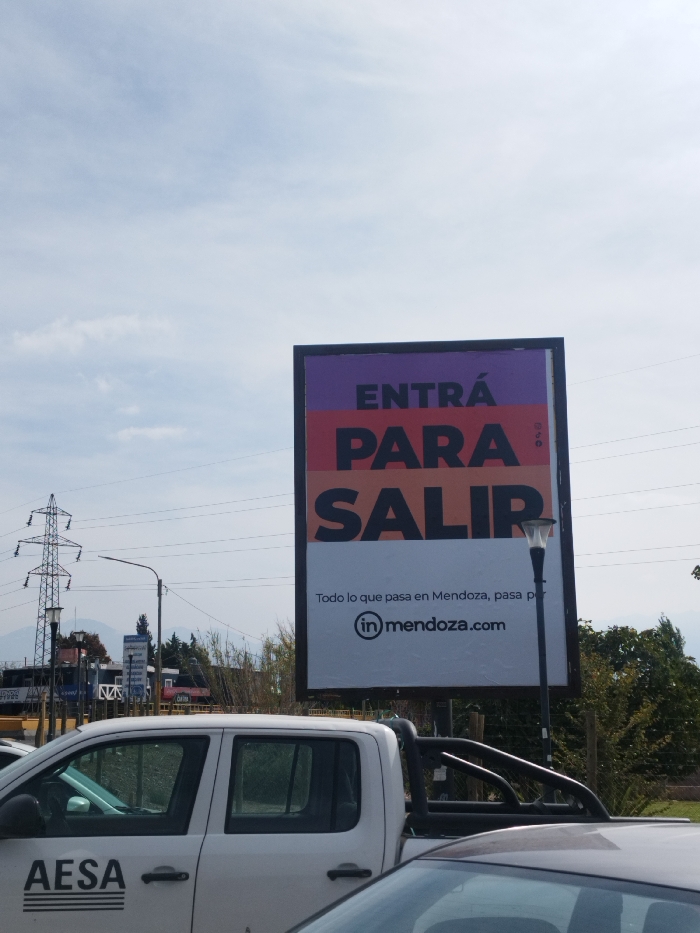 ENTRÁ
PARA
SALIR
Todo lo que pasa en Mendoza, pasa por
inmendoza.com
AESA